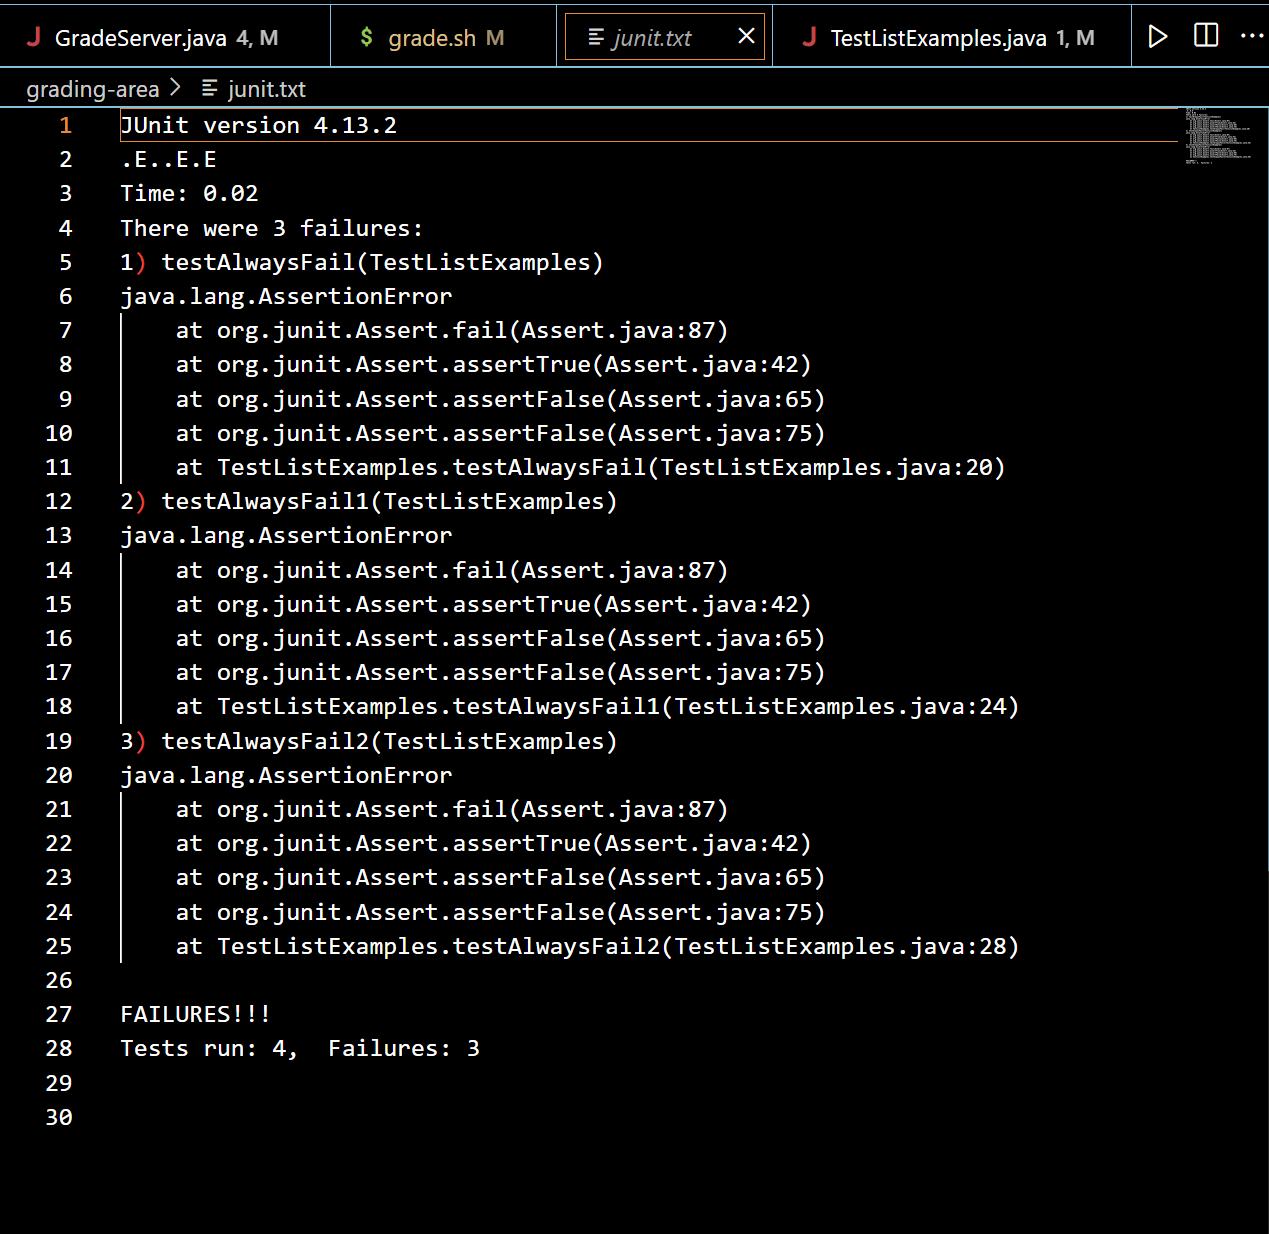 GradeServer.java 4, M
$ grade.sh M
junit.txt
TestListExamples.java 1, M
grading-area > junit.txt
1 JUnit version 4.13.2
2 .E..E.E
3 Time: 0.02
4 There were 3 failures:
5 1) testAlwaysFail(TestListExamples)
6 java.lang.AssertionError
7 at org.junit.Assert.fail(Assert.java:87)
8 at org.junit.Assert.assertTrue(Assert.java:42)
9 at org.junit.Assert.assertFalse(Assert.java:65)
10 at org.junit.Assert.assertFalse(Assert.java:75)
11 at TestListExamples.testAlwaysFail(TestListExamples.java:20)
12 2) testAlwaysFail1(TestListExamples)
13 java.lang.AssertionError
14 at org.junit.Assert.fail(Assert.java:87)
15 at org.junit.Assert.assertTrue(Assert.java:42)
16 at org.junit.Assert.assertFalse(Assert.java:65)
17 at org.junit.Assert.assertFalse(Assert.java:75)
18 at TestListExamples.testAlwaysFail1(TestListExamples.java:24)
19 3) testAlwaysFail2(TestListExamples)
20 java.lang.AssertionError
21 at org.junit.Assert.fail(Assert.java:87)
22 at org.junit.Assert.assertTrue(Assert.java:42)
23 at org.junit.Assert.assertFalse(Assert.java:65)
24 at org.junit.Assert.assertFalse(Assert.java:75)
25 at TestListExamples.testAlwaysFail2(TestListExamples.java:28)
26
27 FAILURES!!!
28 Tests run: 4,  Failures: 3
29
30